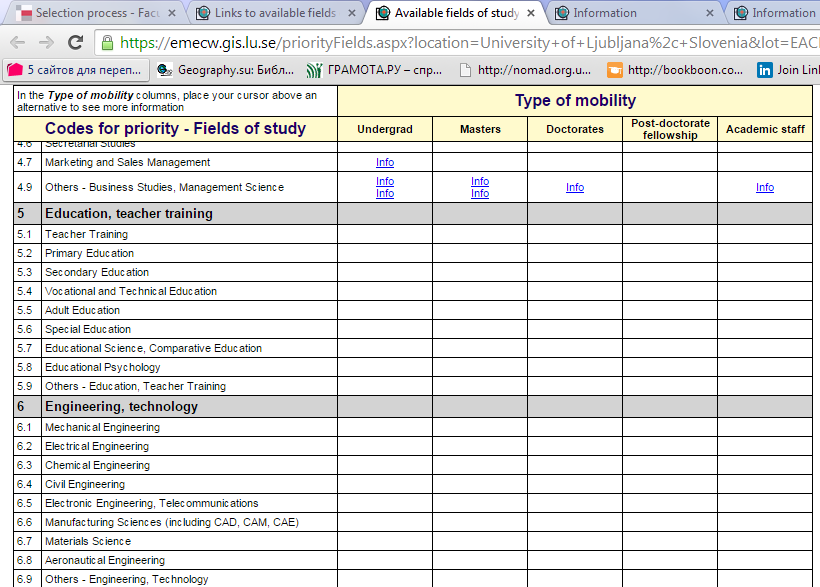 Selection process - Facu
Links to available fields
Available fields of study
Information
Information
https://emecw.gis.lu.se/priorityFields.aspx?location=University+of+Ljubljana%2c+Slovenia&lot=EACE
5 сайтов для переп...
Geography.su: Библ...
ГРАМОТА.РУ – спр...
http://nomad.org.u...
http://bookboon.co...
Join Link
In the Type of mobility columns, place your cursor above an
alternative to see more information
Type of mobility
Codes for priority - Fields of study
Undergrad
Masters
Doctorates
Post-doctorate
fellowship
Academic staff
4.6 Secretarial Studies
4.7 Marketing and Sales Management Info
4.9 Others - Business Studies, Management Science Info Info Info Info
Info Info
5 Education, teacher training
5.1 Teacher Training
5.2 Primary Education
5.3 Secondary Education
5.4 Vocational and Technical Education
5.5 Adult Education
5.6 Special Education
5.7 Educational Science, Comparative Education
5.8 Educational Psychology
5.9 Others - Education, Teacher Training
6 Engineering, technology
6.1 Mechanical Engineering
6.2 Electrical Engineering
6.3 Chemical Engineering
6.4 Civil Engineering
6.5 Electronic Engineering, Telecommunications
6.6 Manufacturing Sciences (including CAD, CAM, CAE)
6.7 Materials Science
6.8 Aeronautical Engineering
6.9 Others - Engineering, Technology